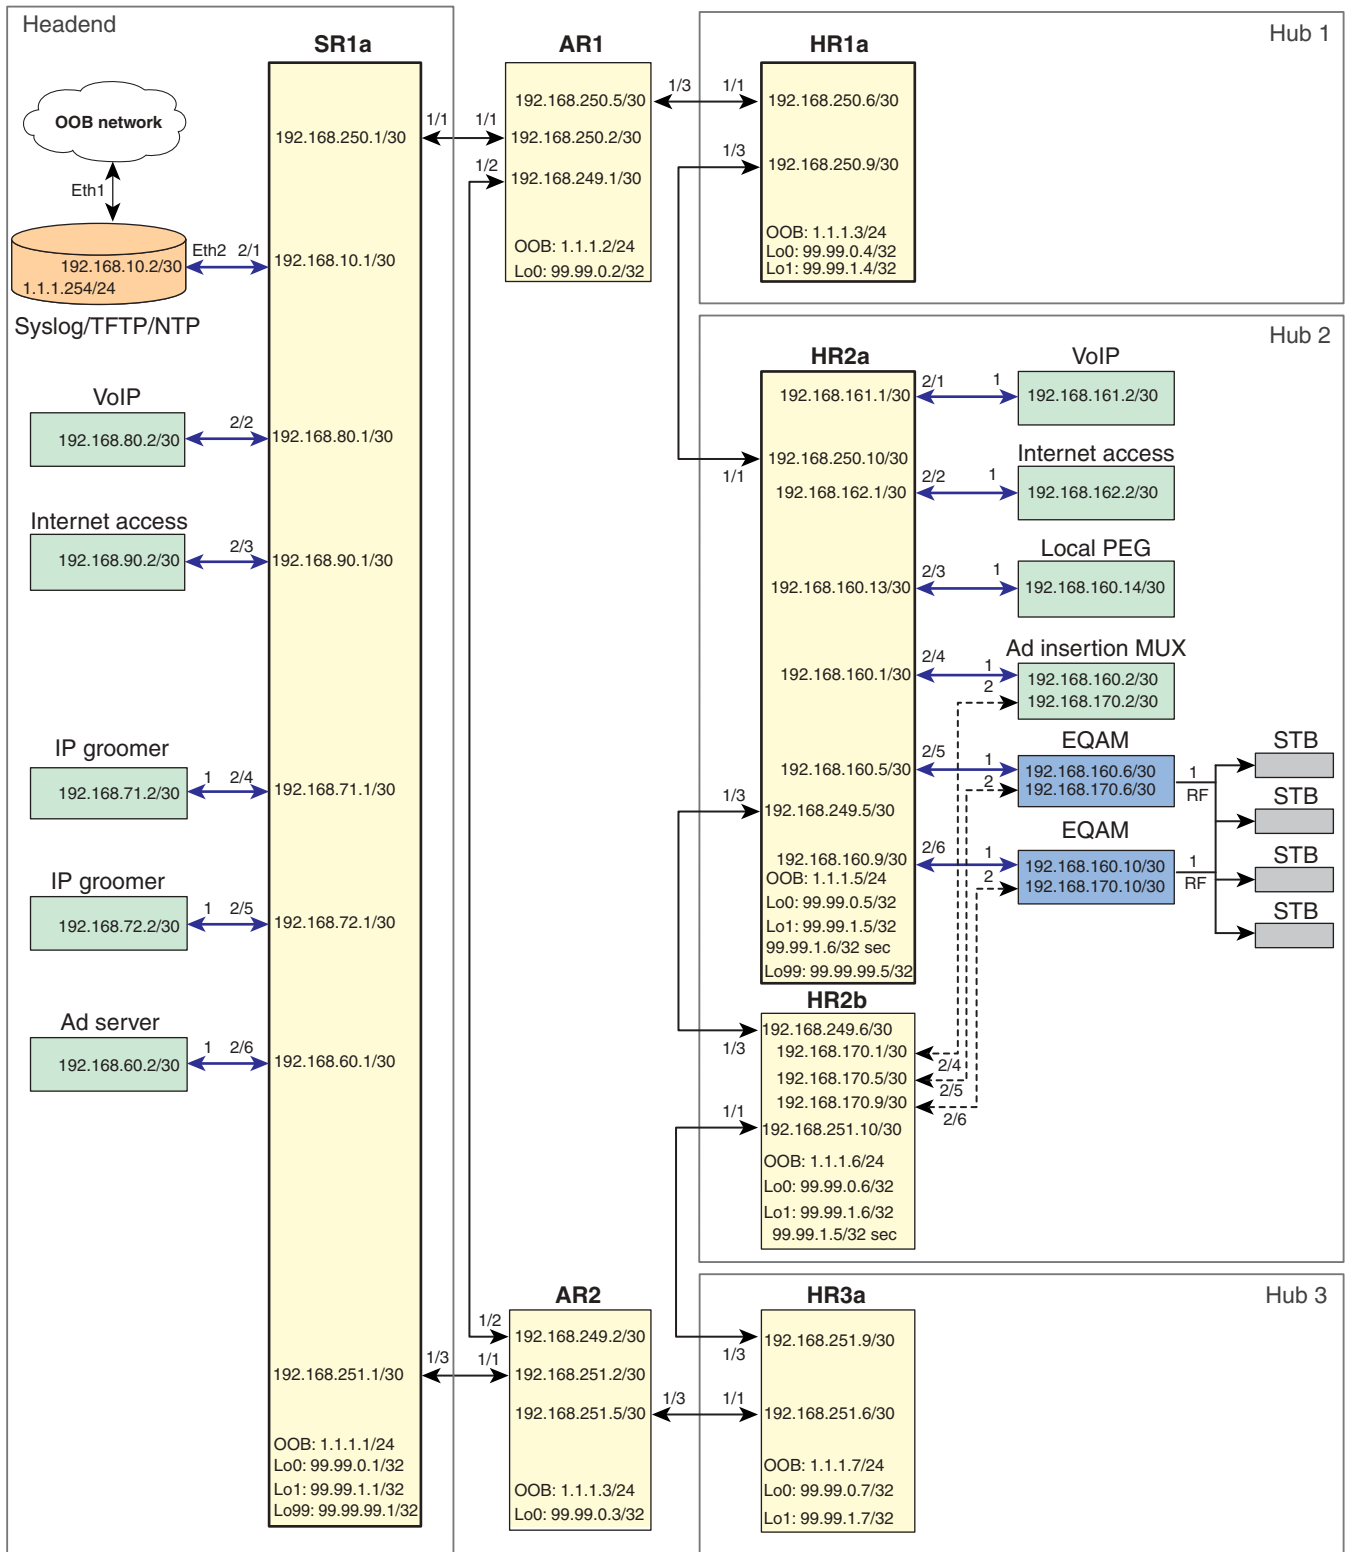 Headend
SR1a
OOB network
Eth1
192.168.10.2/30
1.1.1.254/24
Syslog/TFTP/NTP
Eth2 2/1
VoIP
192.168.80.2/30
2/2
Internet access
192.168.90.2/30
2/3
IP groomer
192.168.71.2/30
1 2/4
IP groomer
192.168.72.2/30
1 2/5
Ad server
192.168.60.2/30
1 2/6
192.168.250.1/30
192.168.10.1/30
192.168.80.1/30
192.168.90.1/30
192.168.71.1/30
192.168.72.1/30
192.168.60.1/30
192.168.251.1/30
OOB: 1.1.1.1/24
Lo0: 99.99.0.1/32
Lo1: 99.99.1.1/32
Lo99: 99.99.99.1/32
1/1 1/1
1/2
AR1
192.168.250.5/30
192.168.250.2/30
192.168.249.1/30
OOB: 1.1.1.2/24
Lo0: 99.99.0.2/32
1/3 1/1
1/3
1/2
1/3 1/1
AR2
192.168.249.2/30
192.168.251.2/30
192.168.251.5/30
OOB: 1.1.1.3/24
Lo0: 99.99.0.3/32
1/3 1/1
Hub 1
HR1a
192.168.250.6/30
192.168.250.9/30
OOB: 1.1.1.3/24
Lo0: 99.99.0.4/32
Lo1: 99.99.1.4/32
Hub 2
HR2a
192.168.161.1/30
192.168.250.10/30
192.168.162.1/30
192.168.160.13/30
192.168.160.1/30
192.168.160.5/30
192.168.249.5/30
192.168.160.9/30
OOB: 1.1.1.5/24
Lo0: 99.99.0.5/32
Lo1: 99.99.1.5/32
99.99.1.6/32 sec
Lo99: 99.99.99.5/32
1/1
1/3
2/1 1
VoIP
192.168.161.2/30
2/2 1
Internet access
192.168.162.2/30
2/3 1
Local PEG
192.168.160.14/30
2/4 1
2
Ad insertion MUX
192.168.160.2/30
192.168.170.2/30
2/5 1
2
EQAM
192.168.160.6/30
192.168.170.6/30
1
RF
2/6 1
2
EQAM
192.168.160.10/30
192.168.170.10/30
1
RF
STB
STB
STB
STB
HR2b
192.168.249.6/30
192.168.170.1/30
192.168.170.5/30
192.168.170.9/30
192.168.251.10/30
OOB: 1.1.1.6/24
Lo0: 99.99.0.6/32
Lo1: 99.99.1.6/32
99.99.1.5/32 sec
1/3
1/1
2/4
2/5
2/6
Hub 3
HR3a
192.168.251.9/30
192.168.251.6/30
OOB: 1.1.1.7/24
Lo0: 99.99.0.7/32
Lo1: 99.99.1.7/32
1/3